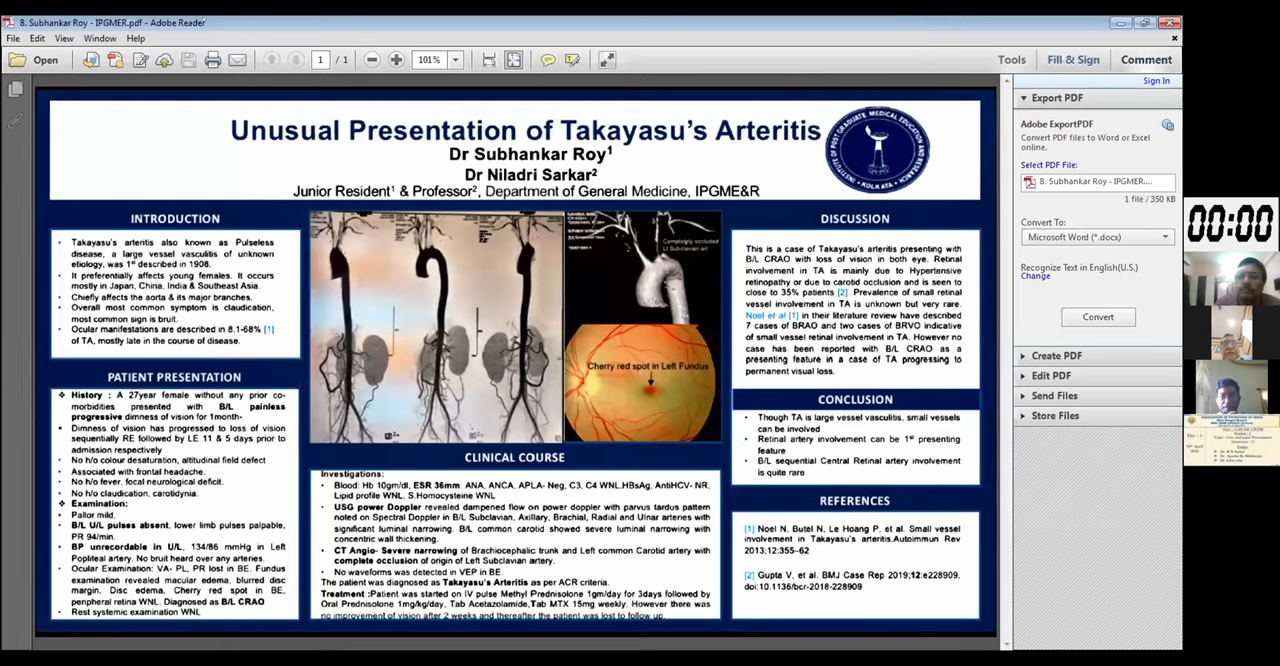 8. Subhankar Roy - IPGMER.pdf - Adobe Reader
File Edit View Window Help
Open
1 / 1
101%
Tools
Fill & Sign
Comment
Sign In
Export PDF
Adobe ExportPDF
Convert PDF files to Word or Excel
online.
Select PDF File:
8. Subhankar Roy - IPGMER....
1 file / 350 KB
Convert To:
Microsoft Word (*.docx)
Recognize Text in English(U.S.)
Change
Convert
Create PDF
Edit PDF
Send Files
Store Files
00:00
Unusual Presentation of Takayasu's Arteritis
Dr Subhankar Roy1
Dr Niladri Sarkar2
Junior Resident1 & Professor2, Department of General Medicine, IPGME&R
INSTITUTE OF POST GRADUATE MEDICAL EDUCATION AND RESEARCH
KOLKATA
INTRODUCTION
• Takayasu's arteritis also known as Pulseless
disease, a large vessel vasculitis of unknown
etiology, was 1st described in 1908.
• It preferentially affects young females. It occurs
mostly in Japan, China, India & Southeast Asia.
• Chiefly affects the aorta & its major branches.
• Overall most common symptom is claudication,
most common sign is bruit.
• Ocular manifestations are described in 8.1-68% [1]
of TA, mostly late in the course of disease.
PATIENT PRESENTATION
❖ History : A 27year female without any prior co-
morbidities presented with B/L painless
progressive dimness of vision for 1month-
• Dimness of vision has progressed to loss of vision
sequentially RE followed by LE 11 & 5 days prior to
admission respectively
• No h/o colour desaturation, altitudinal field defect
• Associated with frontal headache.
• No h/o fever, focal neurological deficit.
• No h/o claudication, carotidynia.
❖ Examination:
• Pallor mild,
• B/L U/L pulses absent, lower limb pulses palpable,
PR 94/min.
• BP unrecordable in U/L, 134/86 mmHg in Left
Popliteal artery. No bruit heard over any arteries.
• Ocular Examination: VA- PL, PR lost in BE. Fundus
examination revealed macular edema, blurred disc
margin, Disc edema, Cherry red spot in BE,
peripheral retina WNL. Diagnosed as B/L CRAO
• Rest systemic examination WNL
Completely occluded
Lt Subclavian art
Cherry red spot in Left Fundus
CLINICAL COURSE
Investigations:
• Blood: Hb 10gm/dl, ESR 36mm. ANA, ANCA, APLA- Neg, C3, C4 WNL.HBsAg, AntiHCV- NR,
Lipid profile WNL, S.Homocysteine WNL
• USG power Doppler revealed dampened flow on power doppler with parvus tardus pattern
noted on Spectral Doppler in B/L Subclavian, Axillary, Brachial, Radial and Ulnar arteries with
significant luminal narrowing. B/L common carotid showed severe luminal narrowing with
concentric wall thickening.
• CT Angio- Severe narrowing of Brachiocephalic trunk and Left common Carotid artery with
complete occlusion of origin of Left Subclavian artery.
• No waveforms was detected in VEP in BE.
The patient was diagnosed as Takayasu's Arteritis as per ACR criteria.
Treatment :Patient was started on IV pulse Methyl Prednisolone 1gm/day for 3days followed by
Oral Prednisolone 1mg/kg/day, Tab Acetazolamide,Tab MTX 15mg weekly. However there was
no improvement of vision after 2 weeks and thereafter the patient was lost to follow up.
DISCUSSION
This is a case of Takayasu's arteritis presenting with
B/L CRAO with loss of vision in both eye. Retinal
involvement in TA is mainly due to Hypertensive
retinopathy or due to carotid occlusion and is seen to
close to 35% patients [2]. Prevalence of small retinal
vessel involvement in TA is unknown but very rare.
Noel et al [1] in their literature review have described
7 cases of BRAO and two cases of BRVO indicative
of small vessel retinal involvement in TA. However no
case has been reported with B/L CRAO as a
presenting feature in a case of TA progressing to
permanent visual loss.
CONCLUSION
• Though TA is large vessel vasculitis, small vessels
can be involved
• Retinal artery involvement can be 1st presenting
feature
• B/L sequential Central Retinal artery involvement
is quite rare
REFERENCES
[1] Noel N, Butel N, Le Hoang P, et al. Small vessel
involvement in Takayasu's arteritis.Autoimmun Rev
2013;12:355–62
[2] Gupta V, et al. BMJ Case Rep 2019;12:e228909.
doi:10.1136/bcr-2018-228909